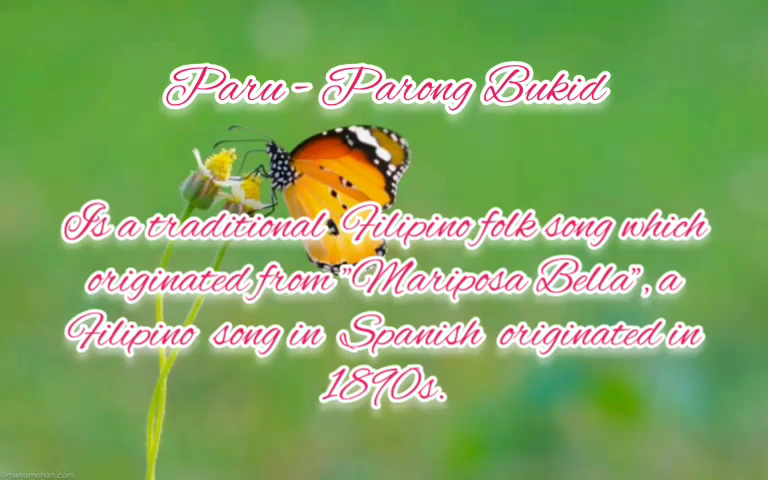 Paru - Parong Bukid
Is a traditional Filipino folk song which
originated from "Mariposa Bella", a
Filipino song in Spanish originated in
1890s.